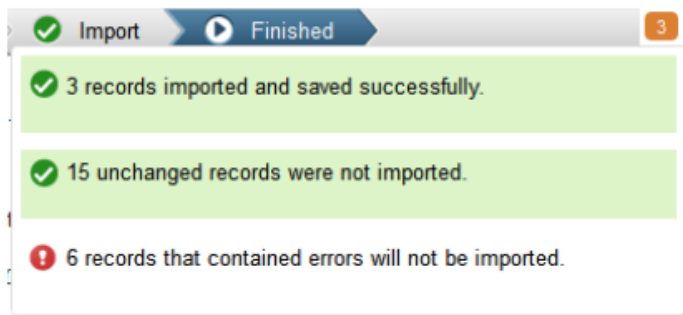 Import
Finished
3
3 records imported and saved successfully.
15 unchanged records were not imported.
6 records that contained errors will not be imported.